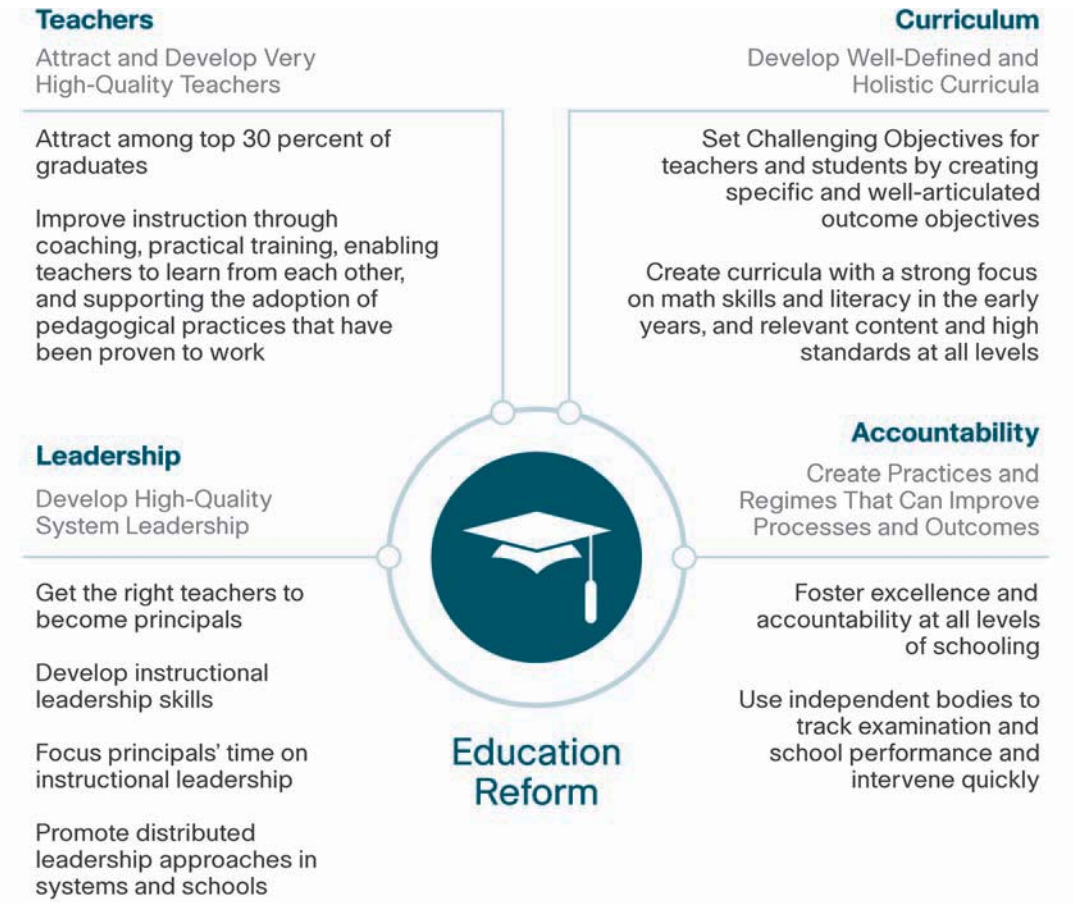 Teachers
Attract and Develop Very
High-Quality Teachers
Attract among top 30 percent of
graduates
Improve instruction through
coaching, practical training, enabling
teachers to learn from each other,
and supporting the adoption of
pedagogical practices that have
been proven to work
Curriculum
Develop Well-Defined and
Holistic Curricula
Set Challenging Objectives for
teachers and students by creating
specific and well-articulated
outcome objectives
Create curricula with a strong focus
on math skills and literacy in the early
years, and relevant content and high
standards at all levels
Leadership
Develop High-Quality
System Leadership
Get the right teachers to
become principals
Develop instructional
leadership skills
Focus principals’ time on
instructional leadership
Promote distributed
leadership approaches in
systems and schools
Accountability
Create Practices and
Regimes That Can Improve
Processes and Outcomes
Foster excellence and
accountability at all levels
of schooling
Use independent bodies to
track examination and
school performance and
intervene quickly
Education
Reform